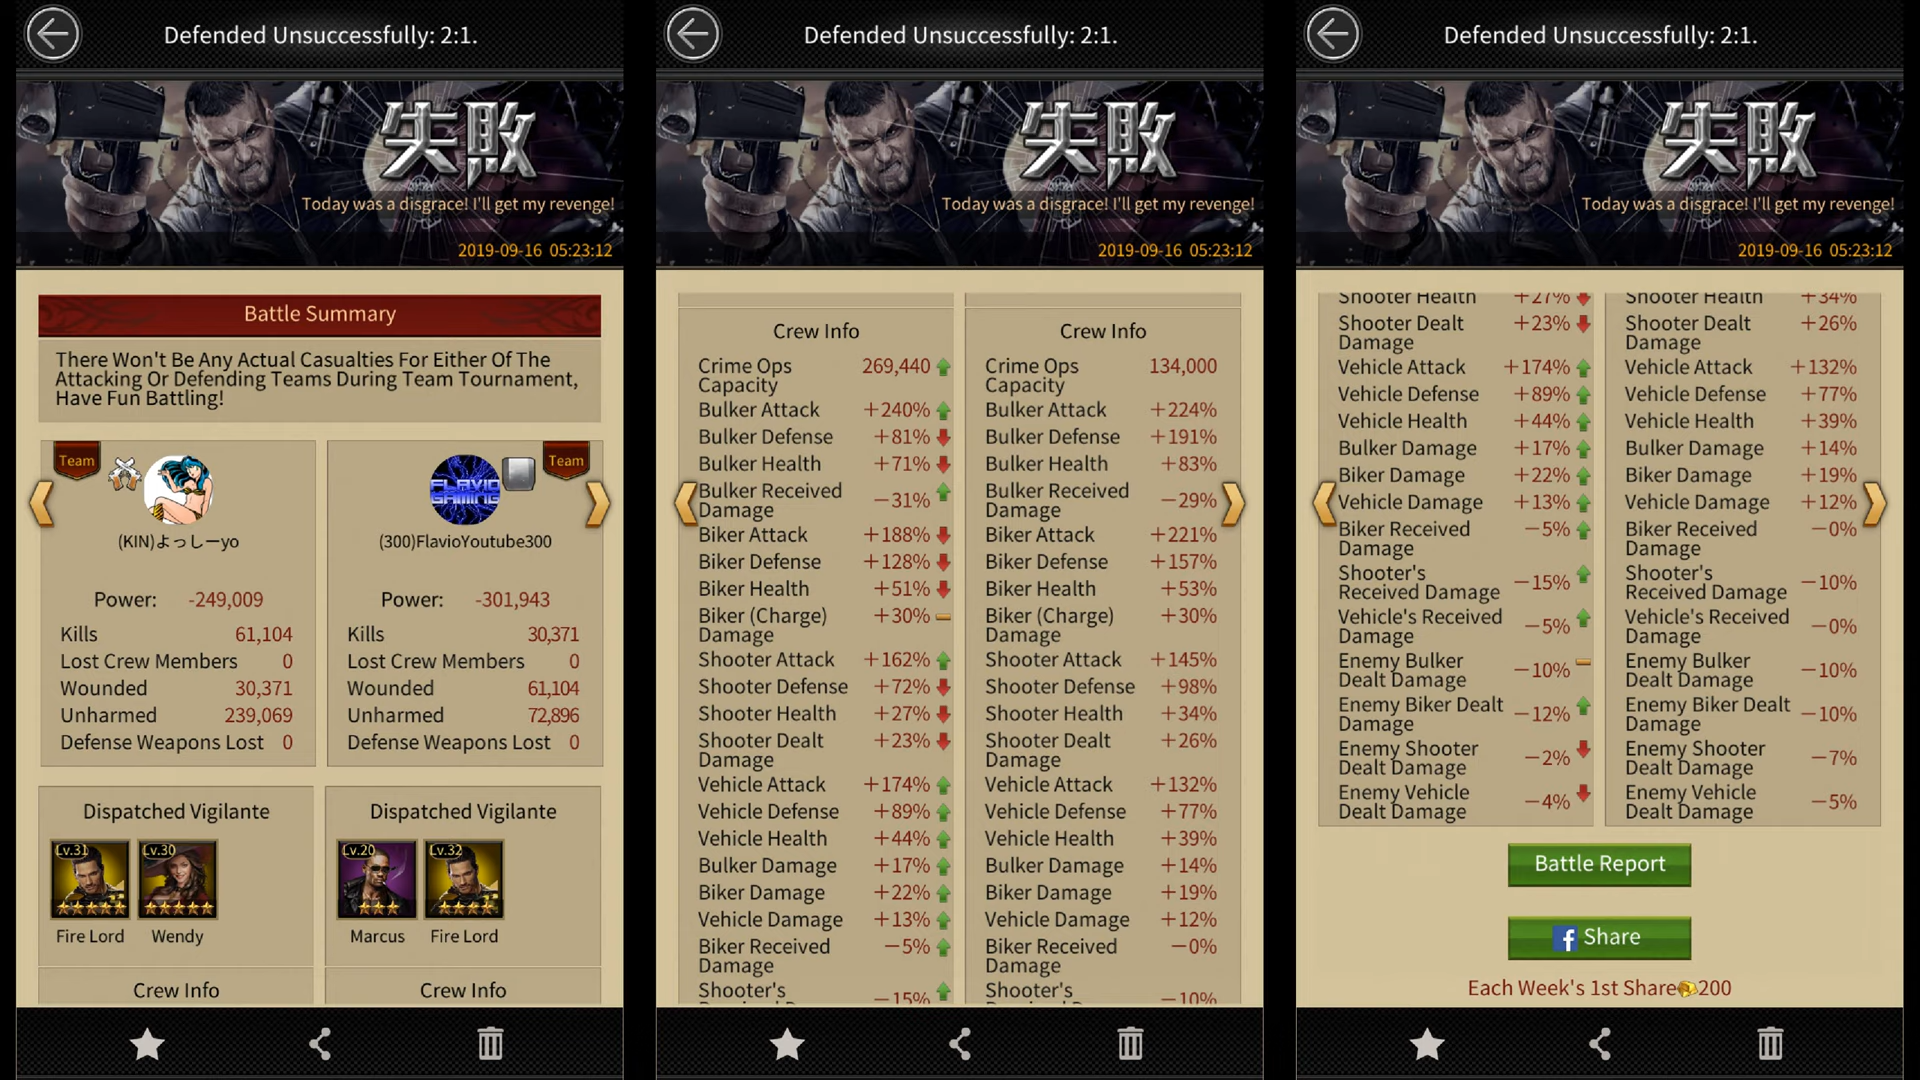 Defended Unsuccessfully: 2:1.
失敗
Today was a disgrace! I'll get my revenge!
2019-09-16 05:23:12
Battle Summary
There Won't Be Any Actual Casualties For Either Of The
Attacking Or Defending Teams During Team Tournament,
Have Fun Battling!
Team
(KIN)よっしーyo
Power: -249,009
Kills 61,104
Lost Crew Members 0
Wounded 30,371
Unharmed 239,069
Defense Weapons Lost 0
Team
FLAVIO
GAMING
(300)FlavioYoutube300
Power: -301,943
Kills 30,371
Lost Crew Members 0
Wounded 61,104
Unharmed 72,896
Defense Weapons Lost 0
Dispatched Vigilante
Lv.31
Lv.30
Fire Lord
Wendy
Dispatched Vigilante
Lv.20
Lv.32
Marcus
Fire Lord
Crew Info
Crew Info
Defended Unsuccessfully: 2:1.
失敗
Today was a disgrace! I'll get my revenge!
2019-09-16 05:23:12
Crew Info
Crime Ops
Capacity 269,440
Bulker Attack +240%
Bulker Defense +81%
Bulker Health +71%
Bulker Received
Damage −31%
Biker Attack +188%
Biker Defense +128%
Biker Health +51%
Biker (Charge)
Damage +30%
Shooter Attack +162%
Shooter Defense +72%
Shooter Health +27%
Shooter Dealt
Damage +23%
Vehicle Attack +174%
Vehicle Defense +89%
Vehicle Health +44%
Bulker Damage +17%
Biker Damage +22%
Vehicle Damage +13%
Biker Received
Damage −5%
Shooter's
−15%
Crew Info
Crime Ops
Capacity 134,000
Bulker Attack +224%
Bulker Defense +191%
Bulker Health +83%
Bulker Received
Damage −29%
Biker Attack +221%
Biker Defense +157%
Biker Health +53%
Biker (Charge)
Damage +30%
Shooter Attack +145%
Shooter Defense +98%
Shooter Health +34%
Shooter Dealt
Damage +26%
Vehicle Attack +132%
Vehicle Defense +77%
Vehicle Health +39%
Bulker Damage +14%
Biker Damage +19%
Vehicle Damage +12%
Biker Received
Damage −0%
Shooter's
−10%
Defended Unsuccessfully: 2:1.
失敗
Today was a disgrace! I'll get my revenge!
2019-09-16 05:23:12
Shooter Health +27%
Shooter Dealt
Damage +23%
Vehicle Attack +174%
Vehicle Defense +89%
Vehicle Health +44%
Bulker Damage +17%
Biker Damage +22%
Vehicle Damage +13%
Biker Received
Damage −5%
Shooter's
Received Damage −15%
Vehicle's Received
Damage −5%
Enemy Bulker
Dealt Damage −10%
Enemy Biker Dealt
Damage −12%
Enemy Shooter
Dealt Damage −2%
Enemy Vehicle
Dealt Damage −4%
Shooter Health +34%
Shooter Dealt
Damage +26%
Vehicle Attack +132%
Vehicle Defense +77%
Vehicle Health +39%
Bulker Damage +14%
Biker Damage +19%
Vehicle Damage +12%
Biker Received
Damage −0%
Shooter's
Received Damage −10%
Vehicle's Received
Damage −0%
Enemy Bulker
Dealt Damage −10%
Enemy Biker Dealt
Damage −10%
Enemy Shooter
Dealt Damage −7%
Enemy Vehicle
Dealt Damage −5%
Battle Report
f Share
Each Week's 1st Share 200